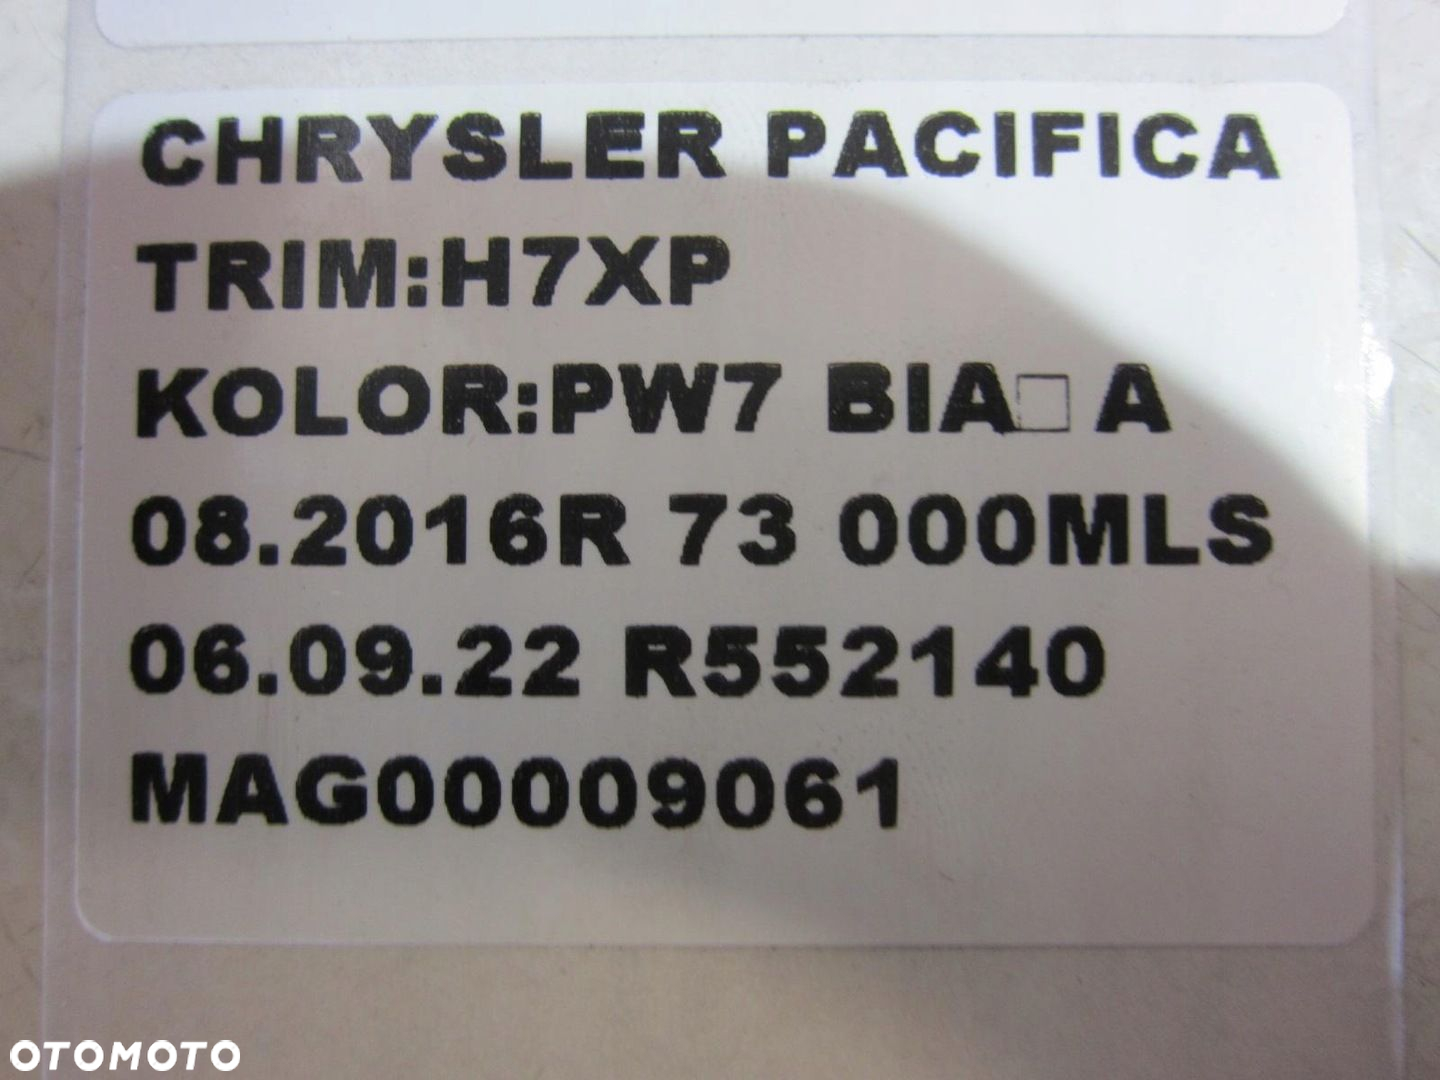 CHRYSLER PACIFICA
TRIM:H7XP
KOLOR:PW7 BIA□ A
08.2016R 73 000MLS
06.09.22 R552140
MAG00009061
OTOMOTO